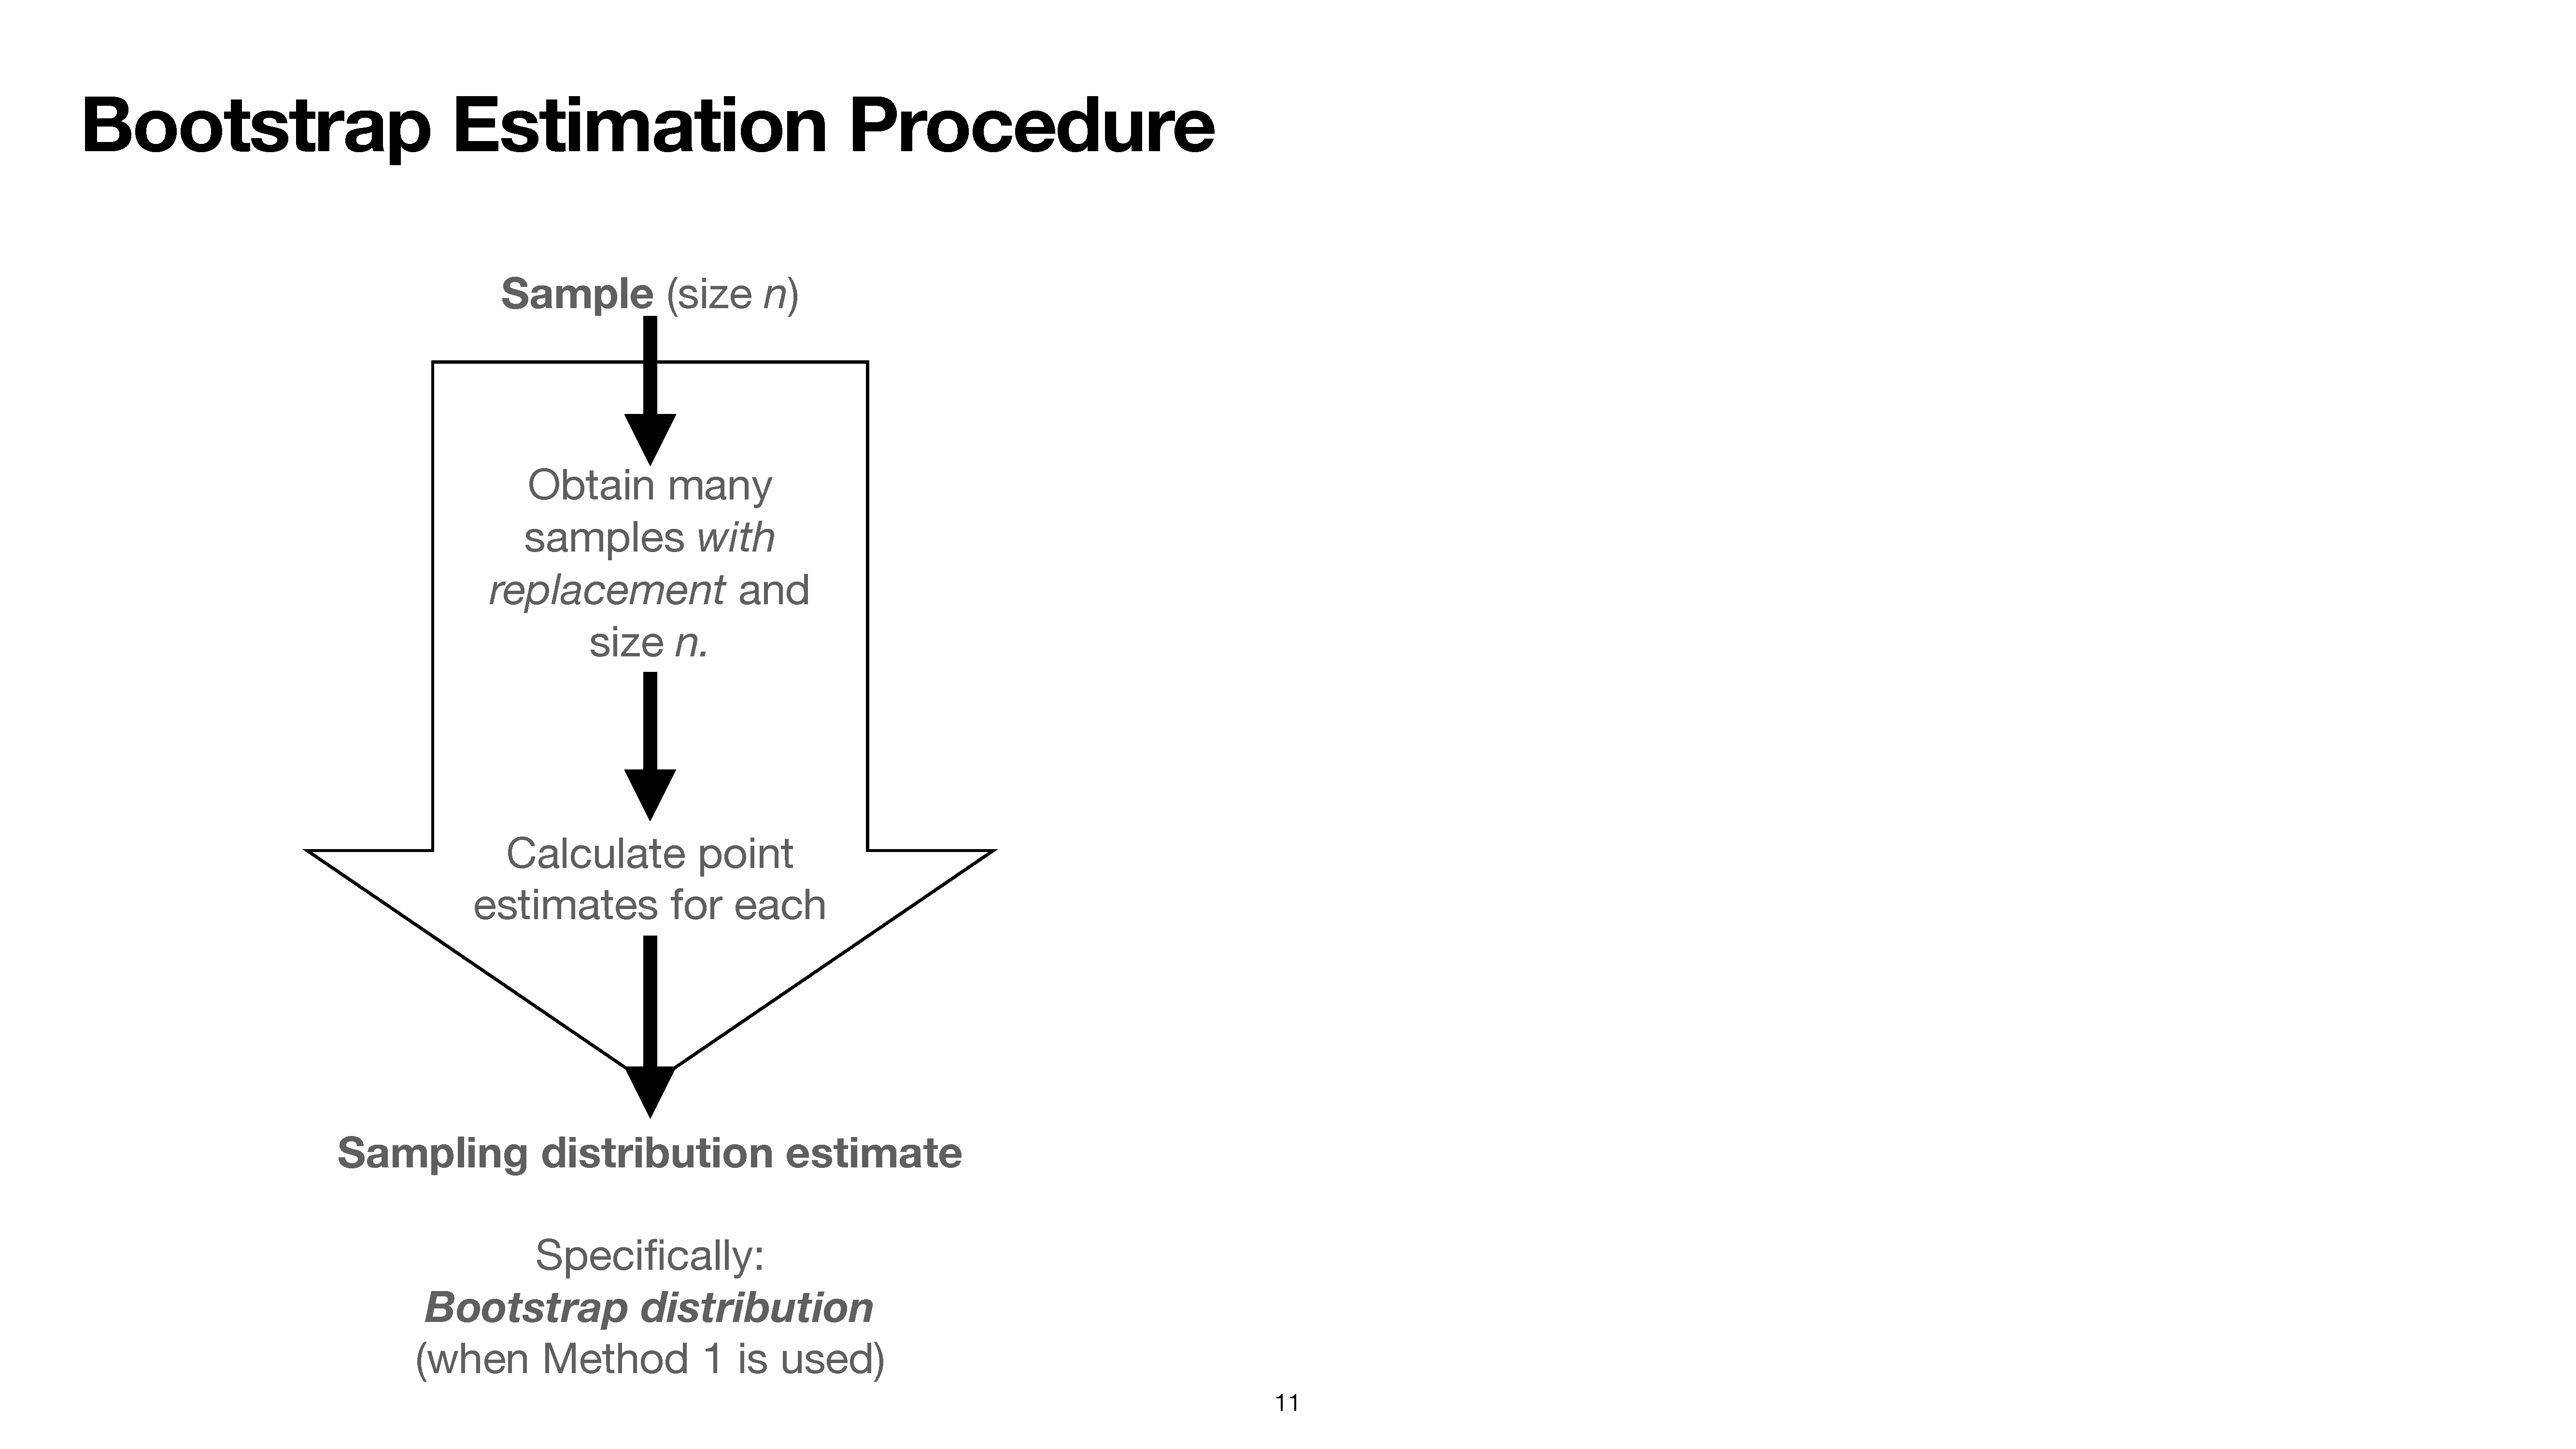 Bootstrap Estimation Procedure
Sample (size n)
Obtain many
samples with
replacement and
size n.
Calculate point
estimates for each
Sampling distribution estimate
Specifically:
Bootstrap distribution
(when Method 1 is used)
11